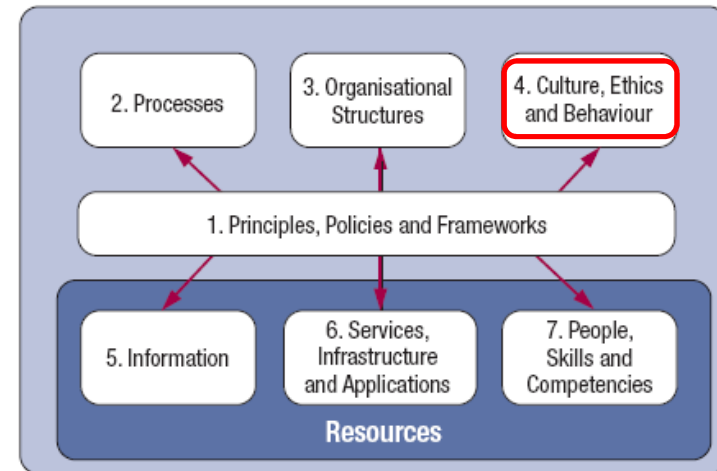 2. Processes
3. Organisational
Structures
4. Culture, Ethics
and Behaviour
1. Principles, Policies and Frameworks
5. Information
6. Services,
Infrastructure
and Applications
7. People,
Skills and
Competencies
Resources